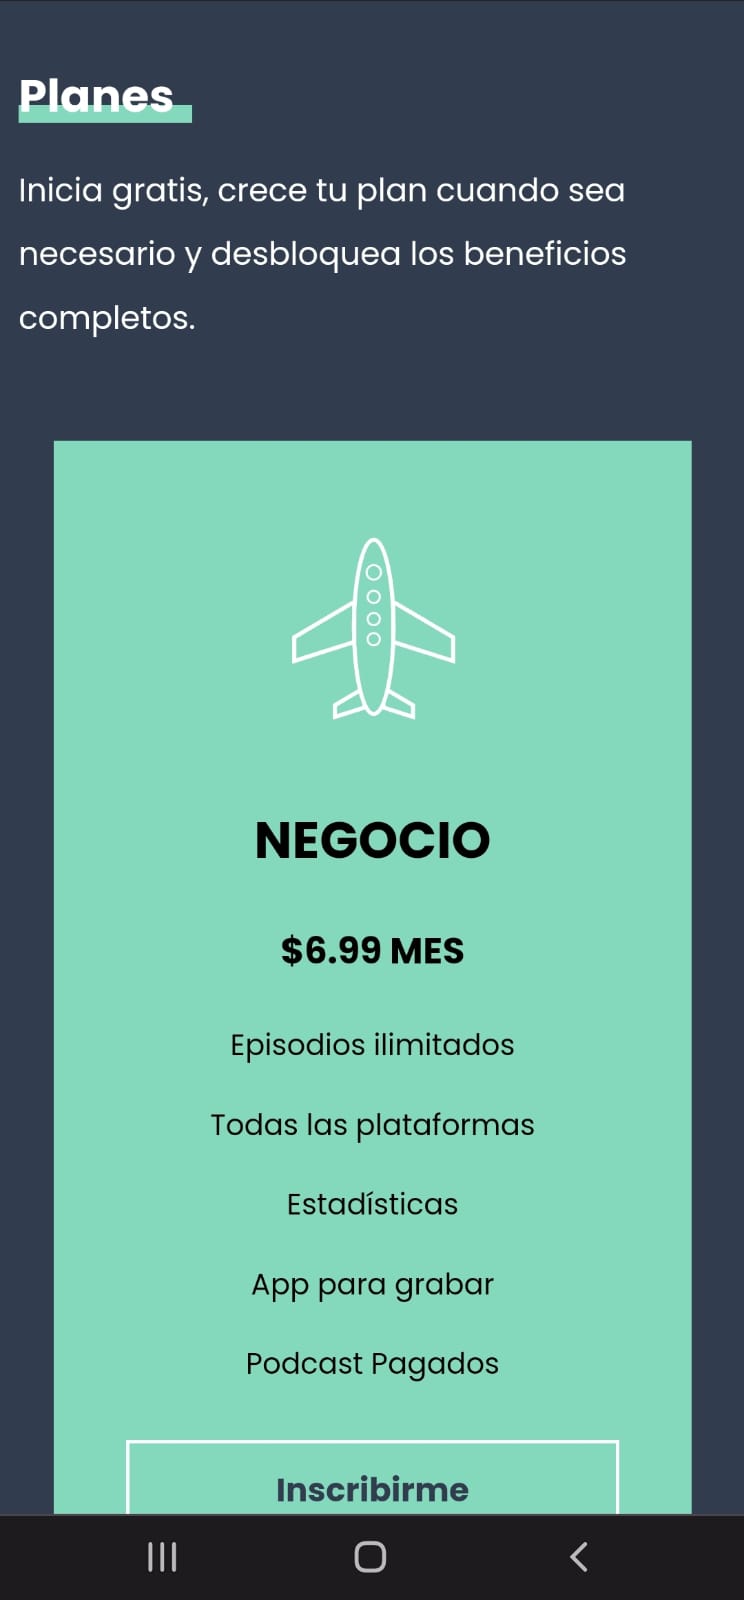 Planes
Inicia gratis, crece tu plan cuando sea
necesario y desbloquea los beneficios
completos.
NEGOCIO
$6.99 MES
Episodios ilimitados
Todas las plataformas
Estadísticas
App para grabar
Podcast Pagados
Inscribirme